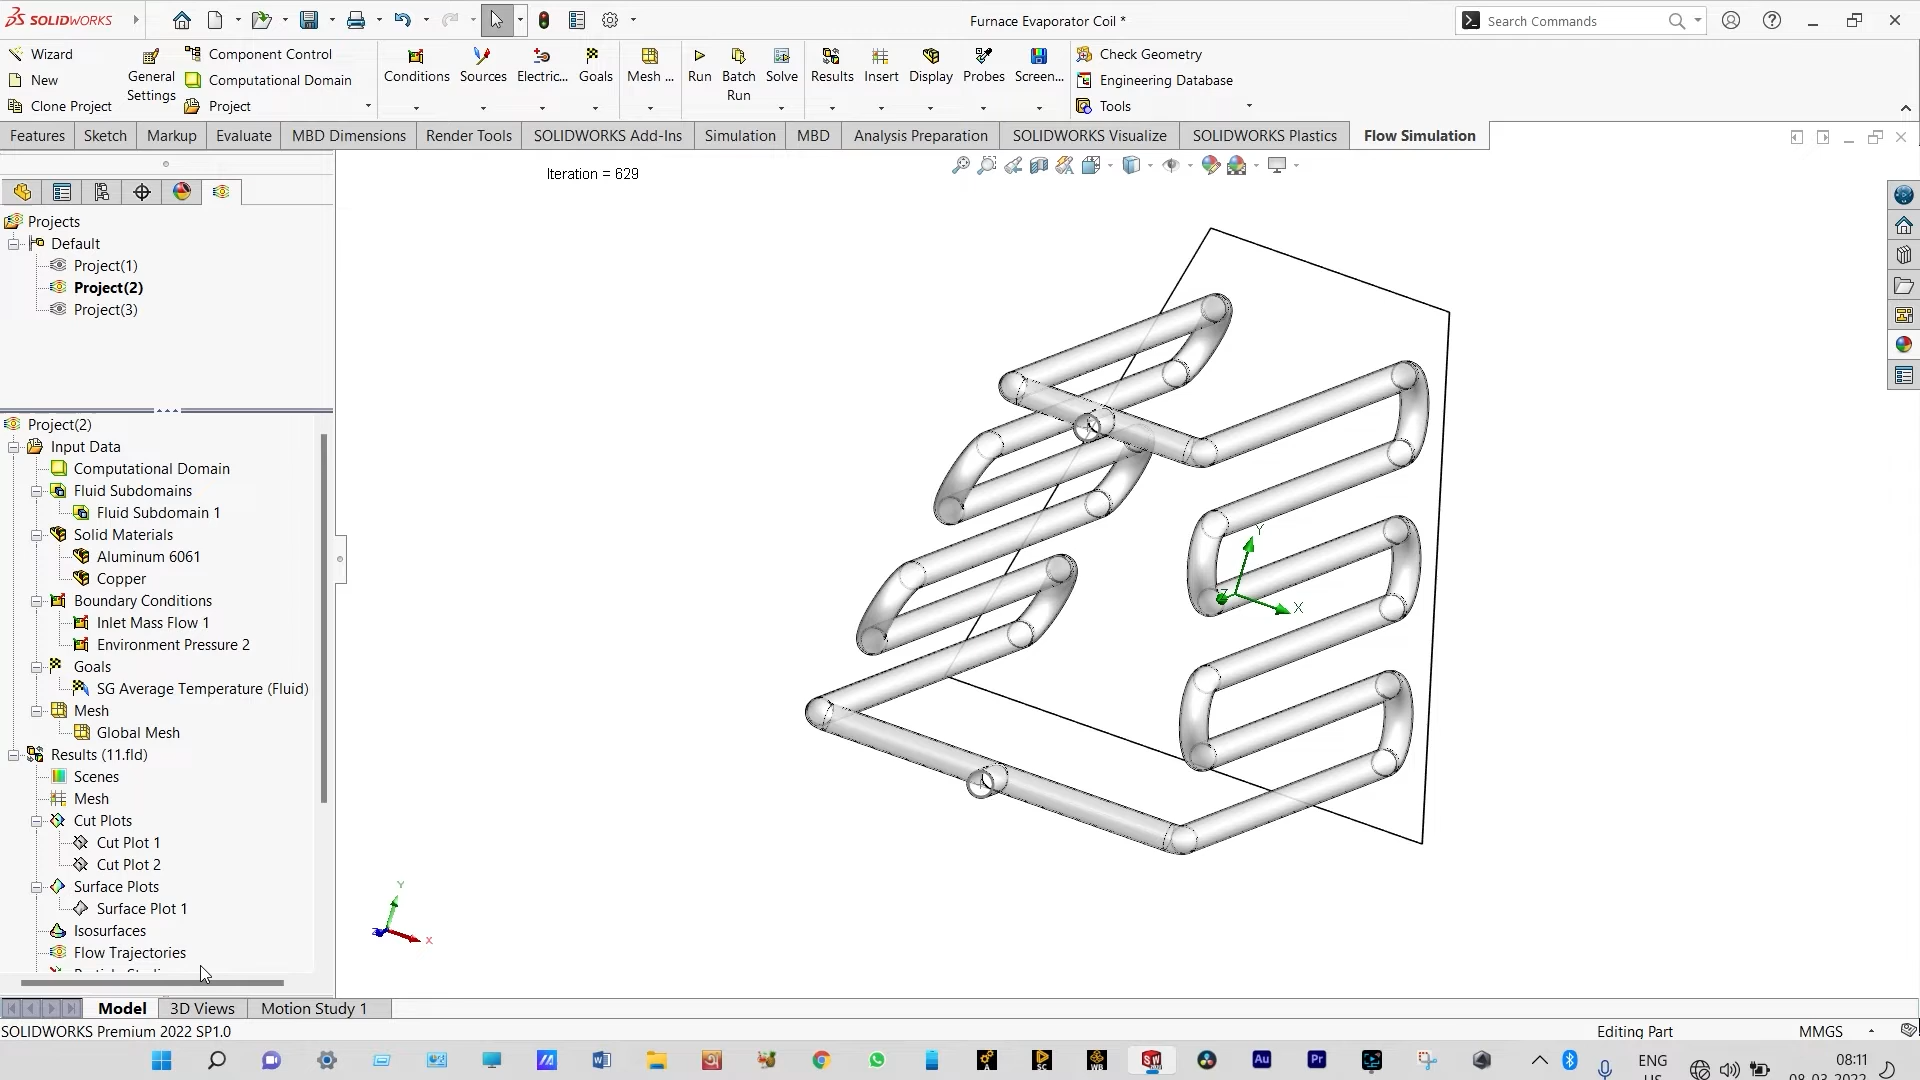 SOLIDWORKS
Furnace Evaporator Coil *
Search Commands
Wizard
New
Clone Project
General
Settings
Component Control
Computational Domain
Project
Conditions
Sources
Electric...
Goals
Mesh ...
Run
Batch
Run
Solve
Results
Insert
Display
Probes
Screen...
Check Geometry
Engineering Database
Tools
Features
Sketch
Markup
Evaluate
MBD Dimensions
Render Tools
SOLIDWORKS Add-Ins
Simulation
MBD
Analysis Preparation
SOLIDWORKS Visualize
SOLIDWORKS Plastics
Flow Simulation
Iteration = 629
Projects
Default
Project(1)
Project(2)
Project(3)
Project(2)
Input Data
Computational Domain
Fluid Subdomains
Fluid Subdomain 1
Solid Materials
Aluminum 6061
Copper
Boundary Conditions
Inlet Mass Flow 1
Environment Pressure 2
Goals
SG Average Temperature (Fluid)
Mesh
Global Mesh
Results (11.fld)
Scenes
Mesh
Cut Plots
Cut Plot 1
Cut Plot 2
Surface Plots
Surface Plot 1
Isosurfaces
Flow Trajectories
Y
X
Z
Y
X
Z
Model
3D Views
Motion Study 1
SOLIDWORKS Premium 2022 SP1.0
Editing Part
MMGS
ENG
08:11
08-03-2022